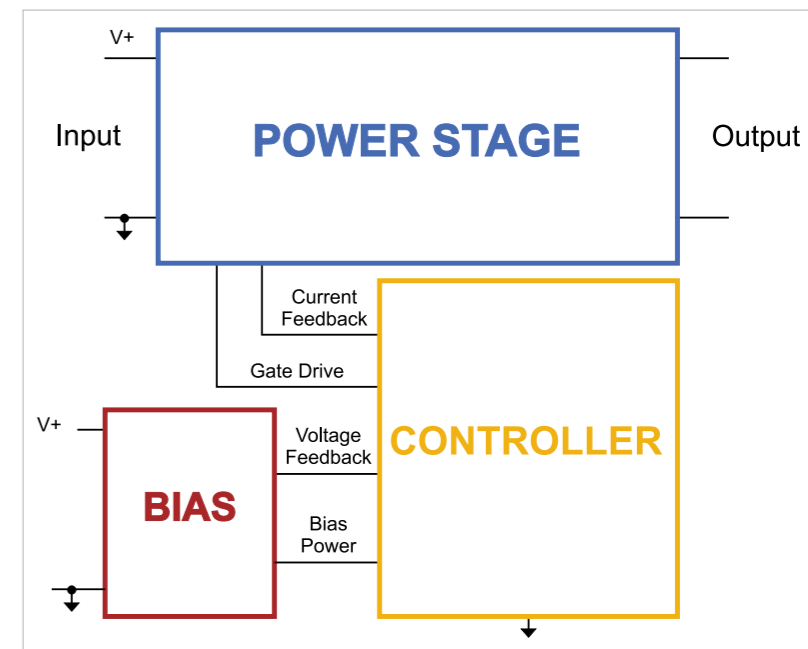 V+
Input
POWER STAGE
Output
Current
Feedback
Gate Drive
V+
Voltage
Feedback
CONTROLLER
BIAS
Bias
Power